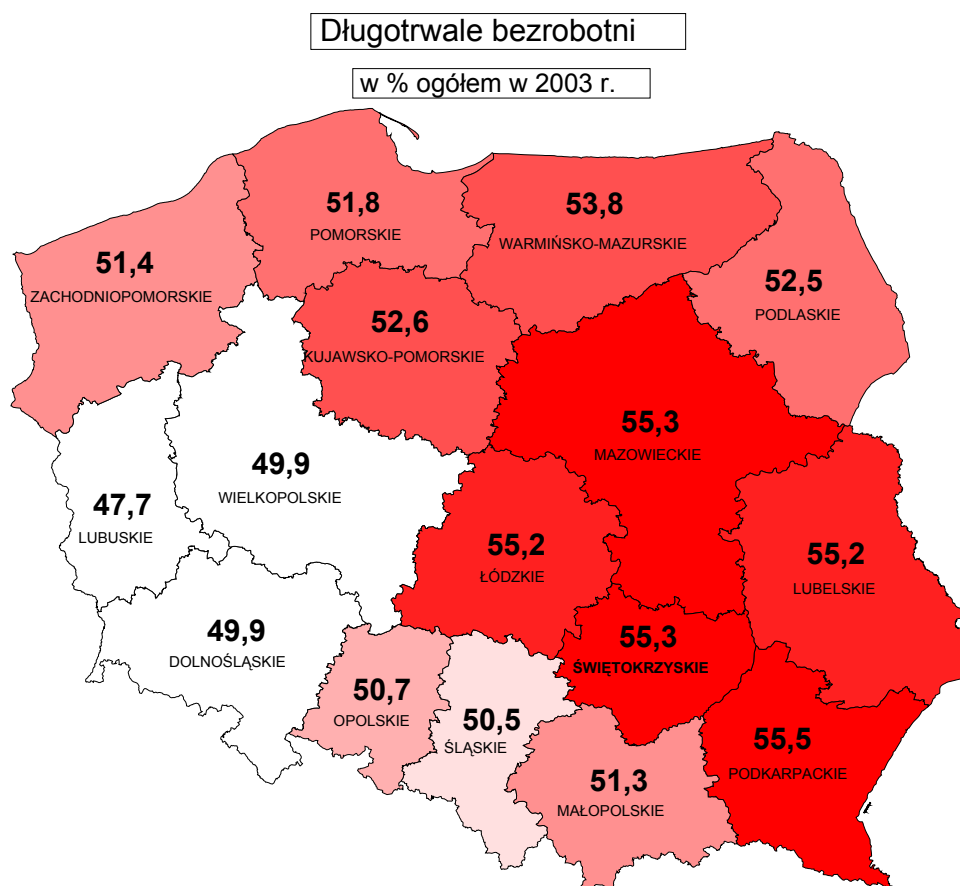 Długotrwale bezrobotni
w % ogółem w 2003 r.
51,8
POMORSKIE
53,8
WARMIŃSKO-MAZURSKIE
51,4
ZACHODNIOPOMORSKIE
52,5
PODLASKIE
52,6
KUJAWSKO-POMORSKIE
55,3
MAZOWIECKIE
49,9
WIELKOPOLSKIE
47,7
LUBUSKIE
55,2
ŁÓDZKIE
55,2
LUBELSKIE
49,9
DOLNOŚLĄSKIE
55,3
ŚWIĘTOKRZYSKIE
50,7
OPOLSKIE
50,5
ŚLĄSKIE
55,5
PODKARPACKIE
51,3
MAŁOPOLSKIE